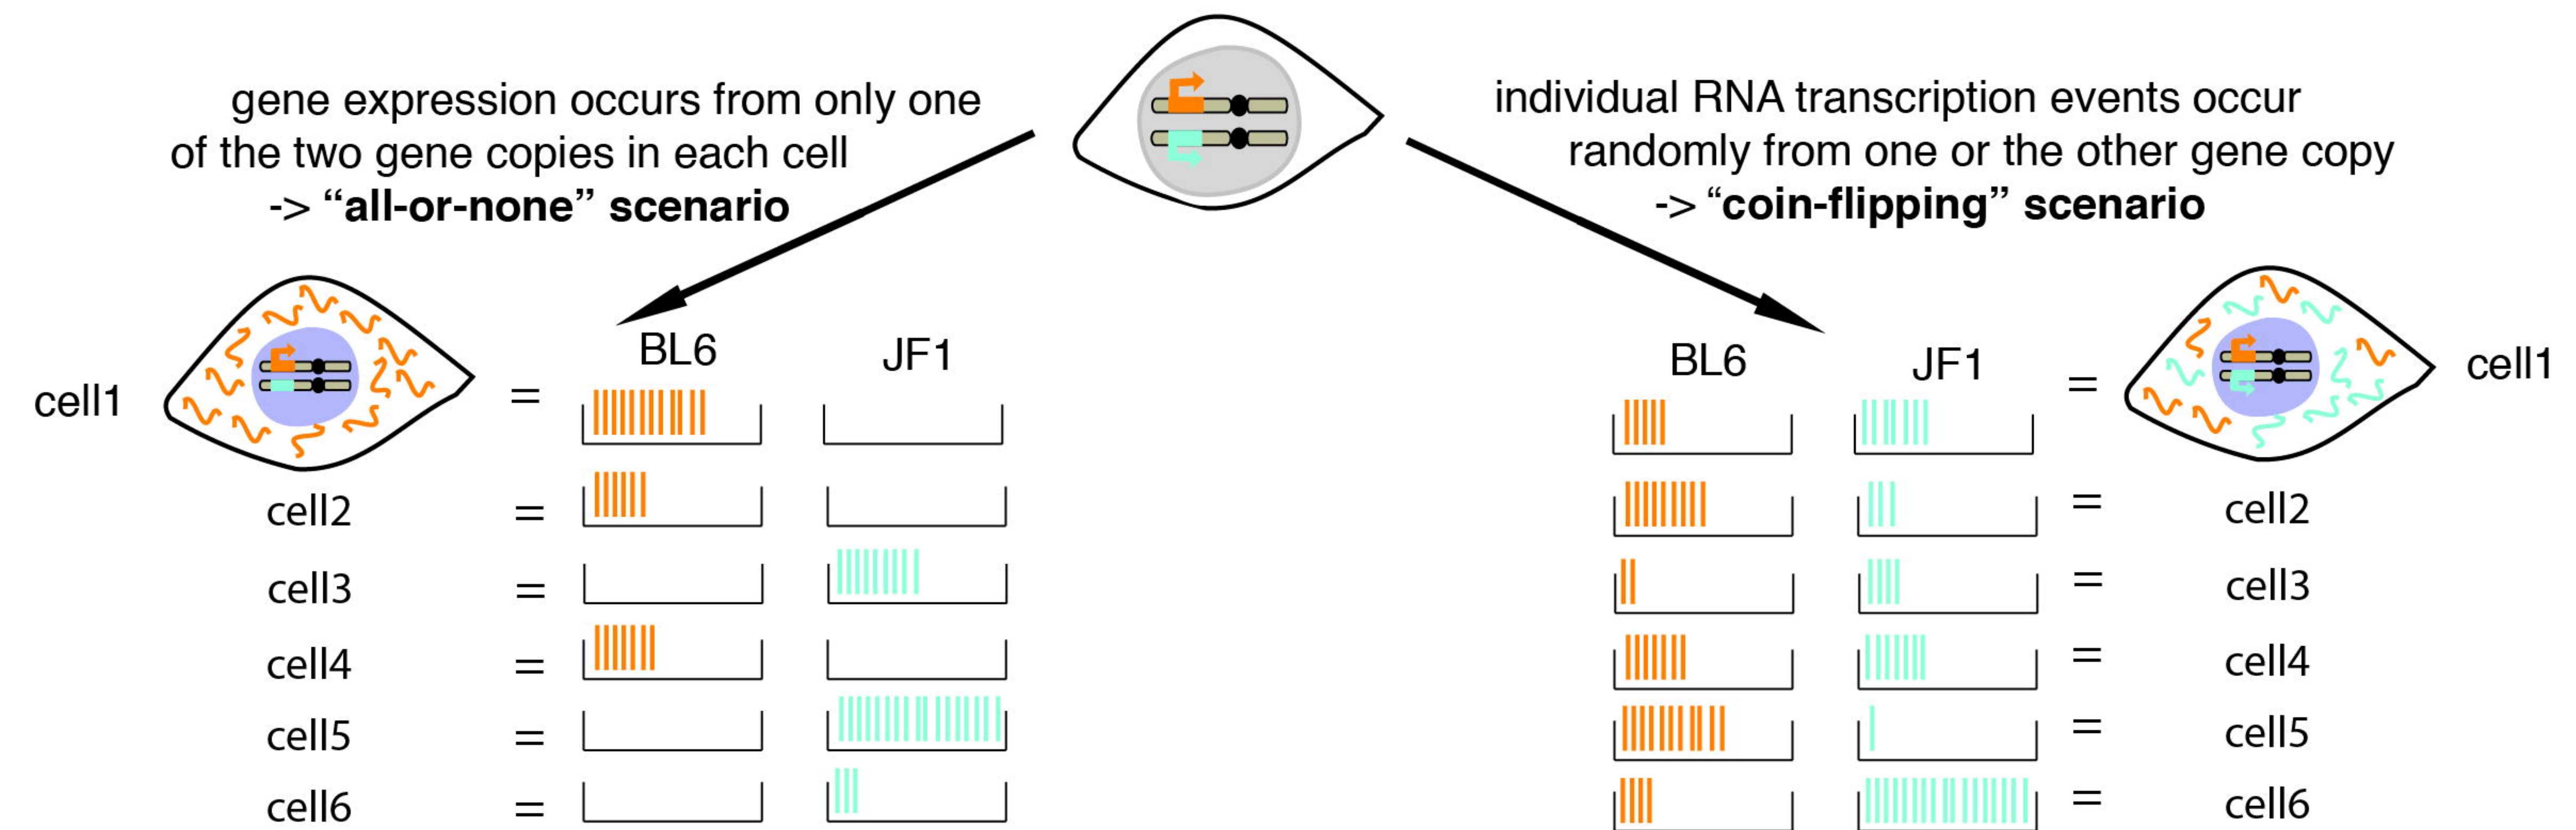 gene expression occurs from only one
of the two gene copies in each cell
-> “all-or-none” scenario
individual RNA transcription events occur
randomly from one or the other gene copy
-> “coin-flipping” scenario
BL6 JF1
cell1 =
cell2 =
cell3 =
cell4 =
cell5 =
cell6 =
BL6 JF1
= cell1
= cell2
= cell3
= cell4
= cell5
= cell6